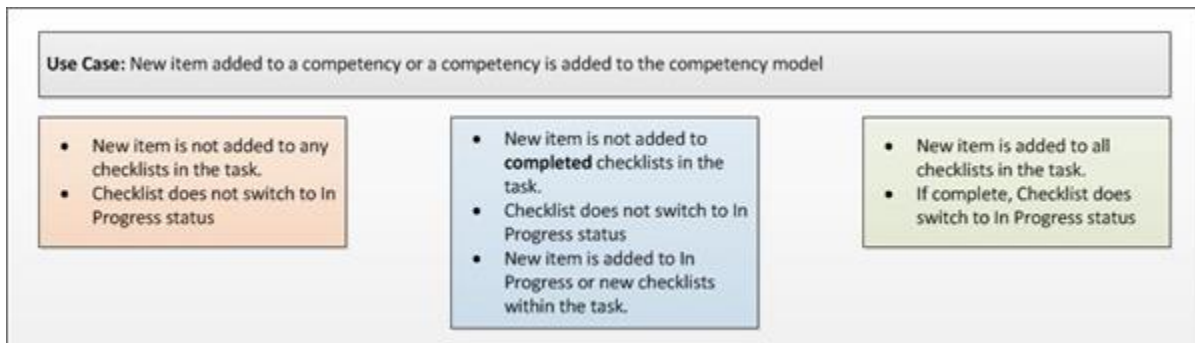 Use Case: New item added to a competency or a competency is added to the competency model
• New item is not added to any
checklists in the task.
• Checklist does not switch to In
Progress status
• New item is not added to
completed checklists in the
task.
• Checklist does not switch to In
Progress status
• New item is added to In
Progress or new checklists
within the task.
• New item is added to all
checklists in the task.
• If complete, Checklist does
switch to In Progress status